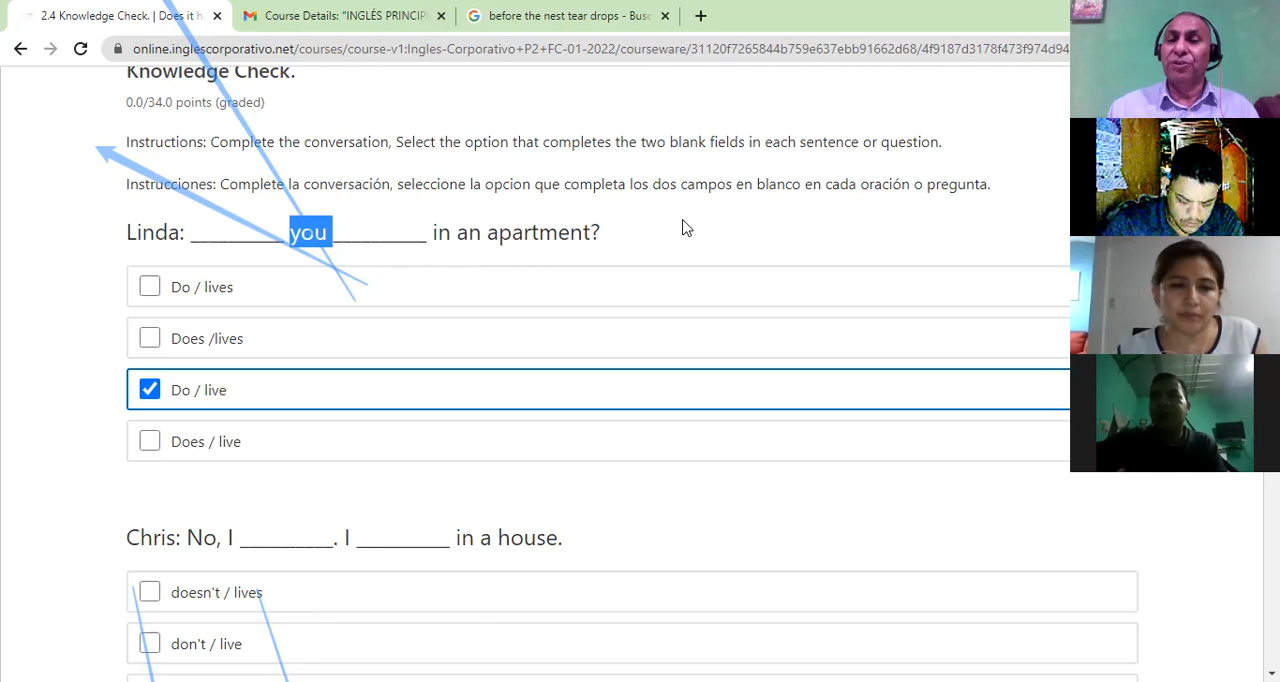 2.4 Knowledge Check. | Does it h
Course Details: "INGLÉS PRINCIP
before the nest tear drops - Bus
online.inglescorporativo.net/courses/course-v1:Ingles-Corporativo+P2+FC-01-2022/courseware/31120f7265844b759e637ebb91662d68/4f9187d3178f473f974d94
Knowledge Check.
0.0/34.0 points (graded)
Instructions: Complete the conversation, Select the option that completes the two blank fields in each sentence or question.
Instrucciones: Complete la conversación, seleccione la opcion que completa los dos campos en blanco en cada oración o pregunta.
Linda: __________ you __________ in an apartment?
Do / lives
Does /lives
Do / live
Does / live
Chris: No, I __________. I __________ in a house.
doesn't / lives
don't / live